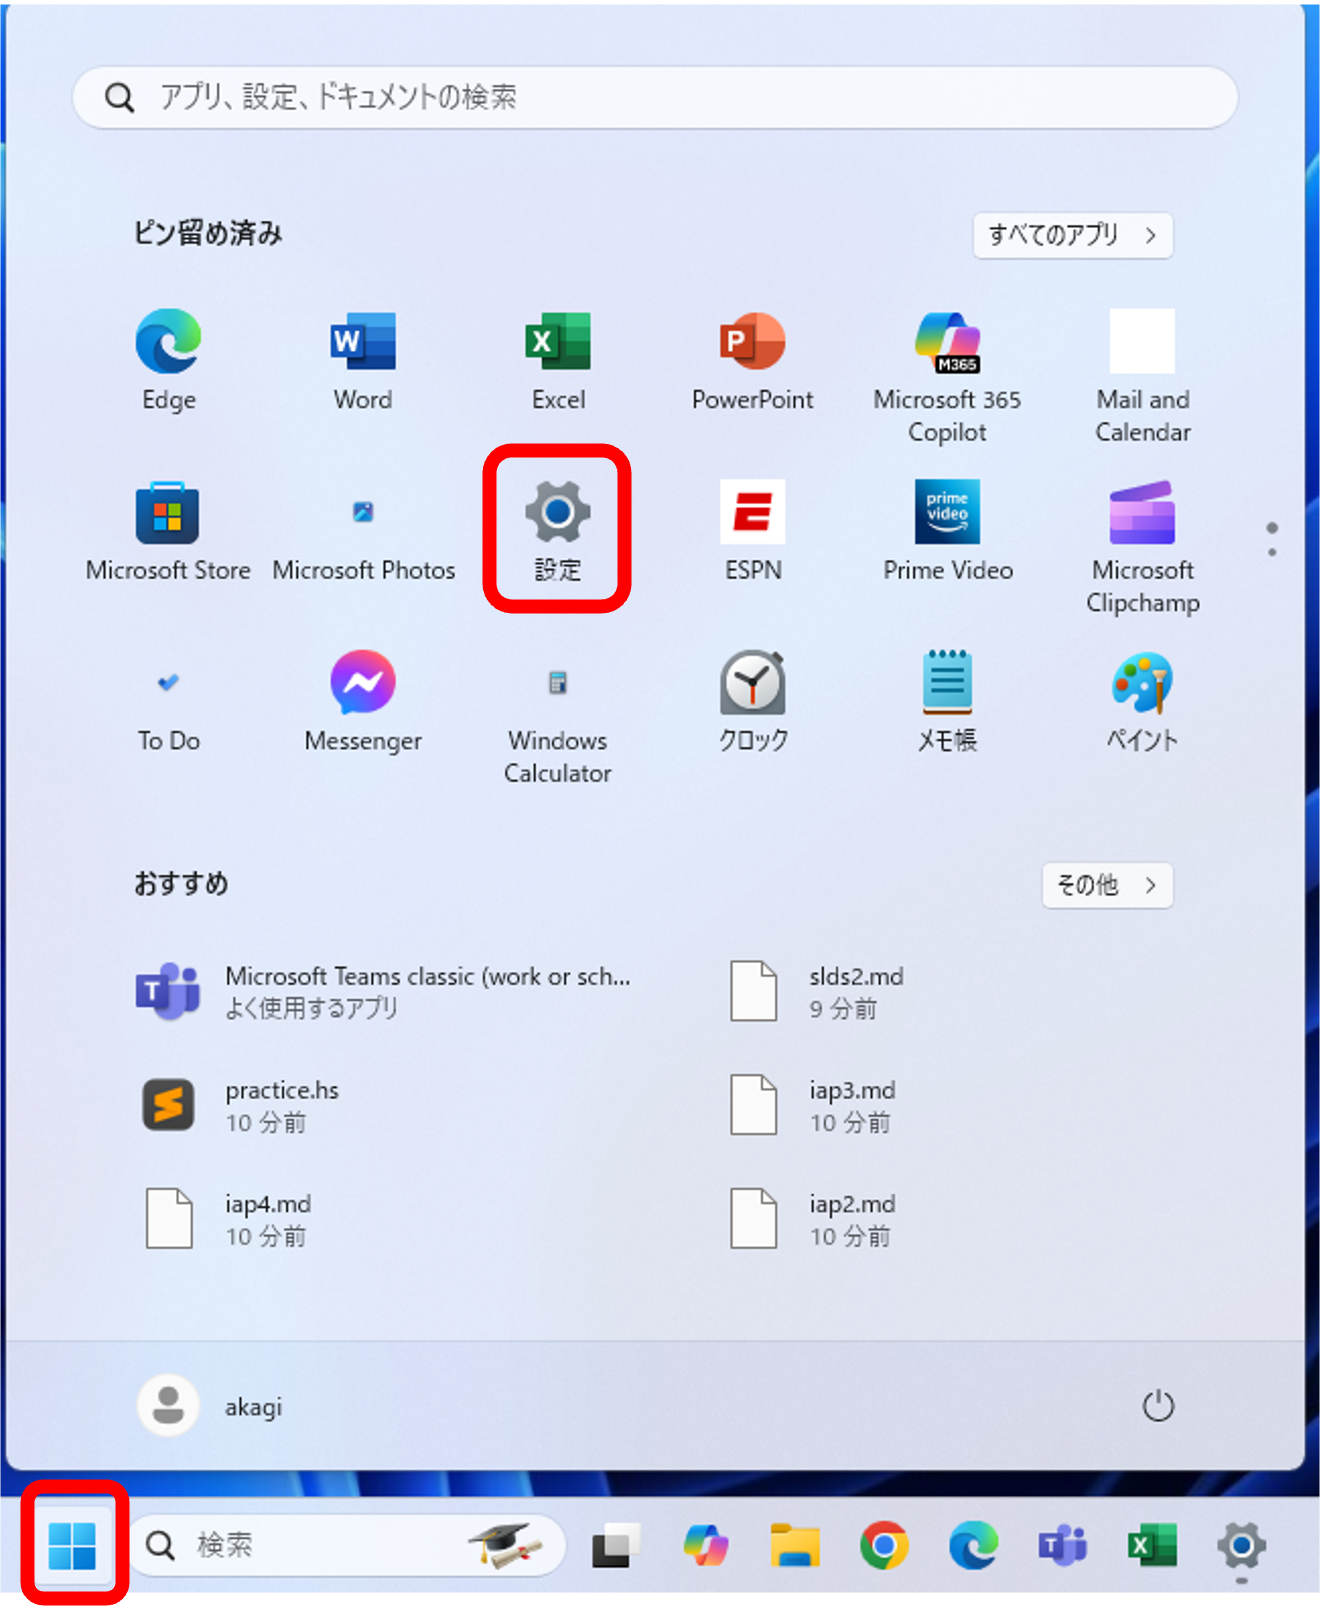 アプリ、設定、ドキュメントの検索
ピン留め済み
すべてのアプリ
Edge
Word
Excel
PowerPoint
M365
Microsoft 365
Copilot
Mail and
Calendar
Microsoft Store
Microsoft Photos
設定
ESPN
prime
video
Prime Video
Microsoft
Clipchamp
To Do
Messenger
Windows
Calculator
クロック
メモ帳
ペイント
おすすめ
その他
Microsoft Teams classic (work or sch...
よく使用するアプリ
slds2.md
9 分前
practice.hs
10 分前
iap3.md
10 分前
iap4.md
10 分前
iap2.md
10 分前
akagi
検索